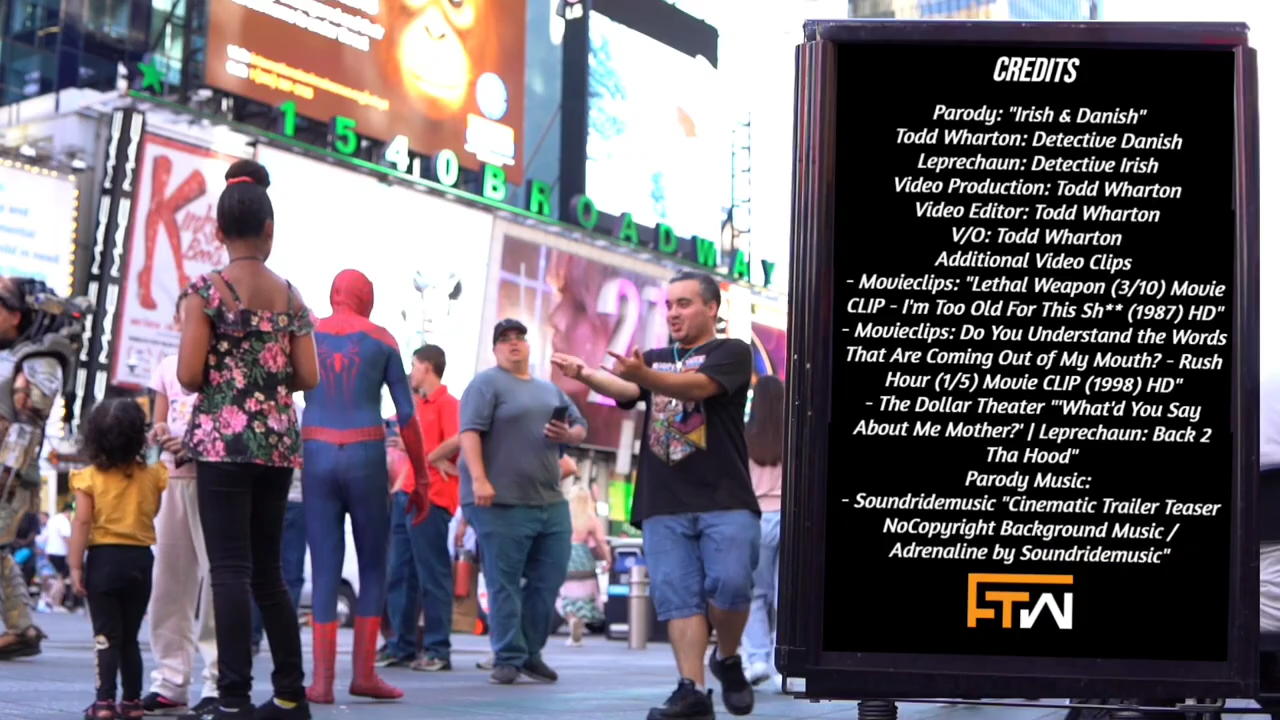 CREDITS
Parody: "Irish & Danish"
Todd Wharton: Detective Danish
Leprechaun: Detective Irish
Video Production: Todd Wharton
Video Editor: Todd Wharton
V/O: Todd Wharton
Additional Video Clips
- Movieclips: "Lethal Weapon (3/10) Movie
CLIP - I'm Too Old For This Sh** (1987) HD"
- Movieclips: Do You Understand the Words
That Are Coming Out of My Mouth? - Rush
Hour (1/5) Movie CLIP (1998) HD"
- The Dollar Theater "'What'd You Say
About Me Mother?' | Leprechaun: Back 2
Tha Hood"
Parody Music:
- Soundridemusic "Cinematic Trailer Teaser
NoCopyright Background Music /
Adrenaline by Soundridemusic"
FTW
1540 BROADWAY
Kinky
Boots